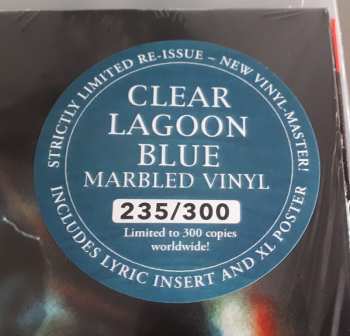 STRICTLY LIMITED RE-ISSUE – NEW VINYL-MASTER!
CLEAR
LAGOON
BLUE
MARBLED VINYL
235/300
Limited to 300 copies
worldwide!
INCLUDES LYRIC INSERT AND XL POSTER